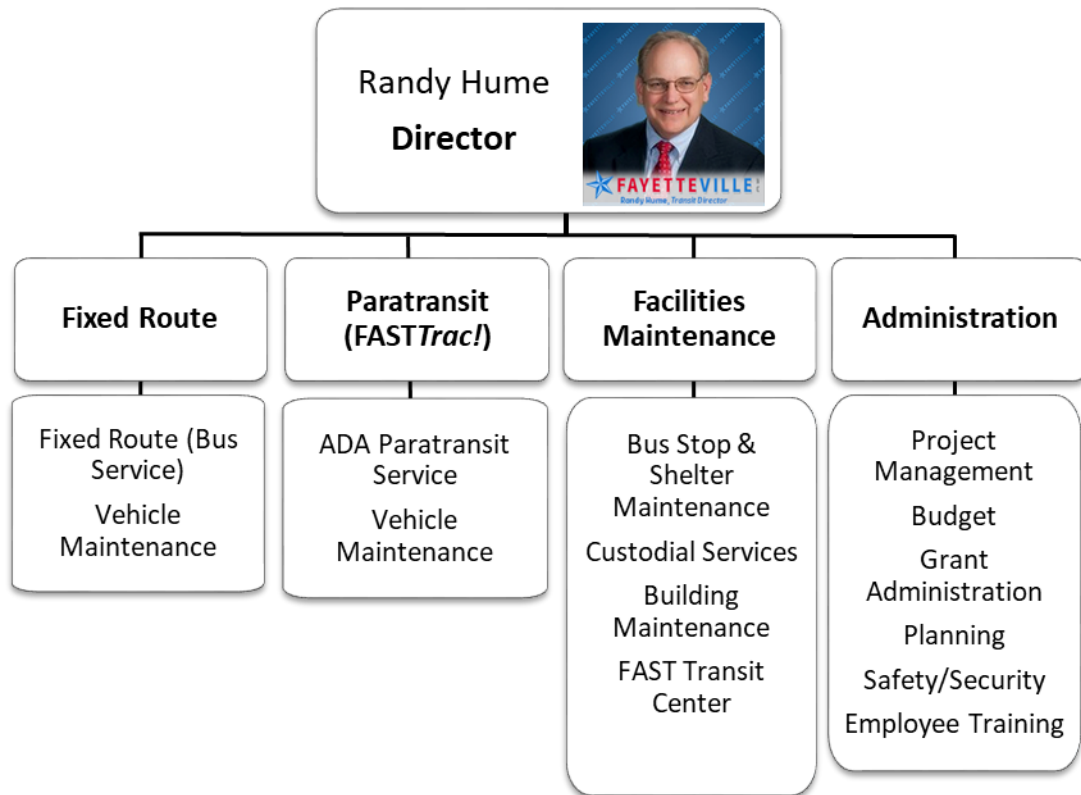 Randy Hume
Director
FAYETTEVILLE
Randy Hume, Transit Director
Fixed Route
Paratransit
(FASTTrac!)
Facilities
Maintenance
Administration
Fixed Route (Bus
Service)
Vehicle
Maintenance
ADA Paratransit
Service
Vehicle
Maintenance
Bus Stop &
Shelter
Maintenance
Custodial Services
Building
Maintenance
FAST Transit
Center
Project
Management
Budget
Grant
Administration
Planning
Safety/Security
Employee Training